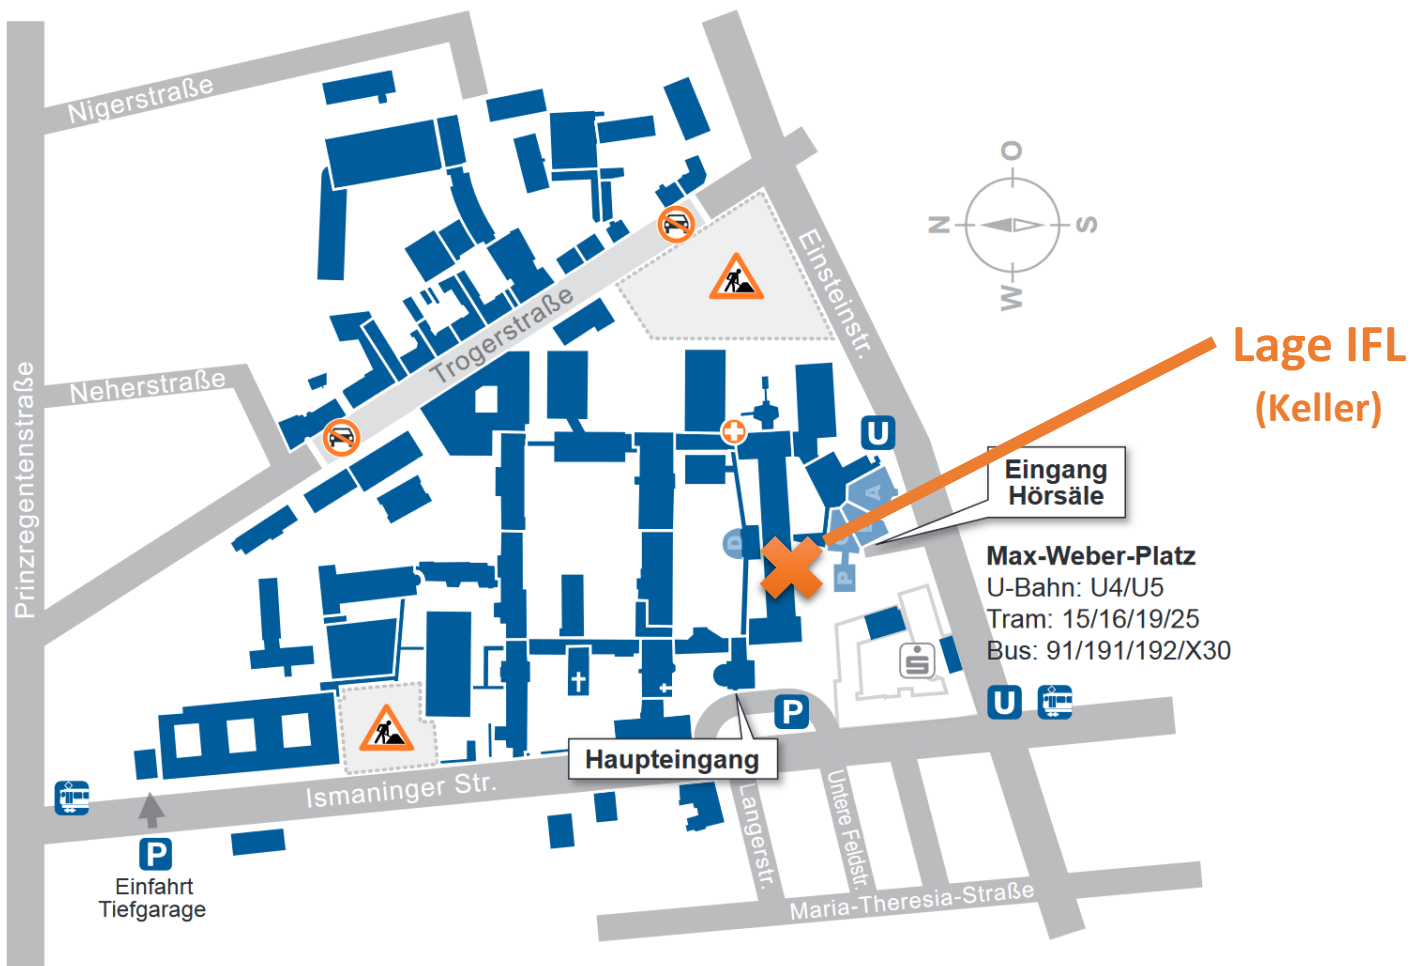 Nigerstraße
O
N
S
W
Einsteinstr.
Trogerstraße
Lage IFL
(Keller)
Prinzregentenstraße
Neherstraße
U
Eingang
Hörsäle
A
B
C
D
P
Max-Weber-Platz
U-Bahn: U4/U5
Tram: 15/16/19/25
Bus: 91/191/192/X30
U
P
Haupteingang
Ismaninger Str.
Langerstr.
Untere Feldstr.
P
Einfahrt
Tiefgarage
Maria-Theresia-Straße